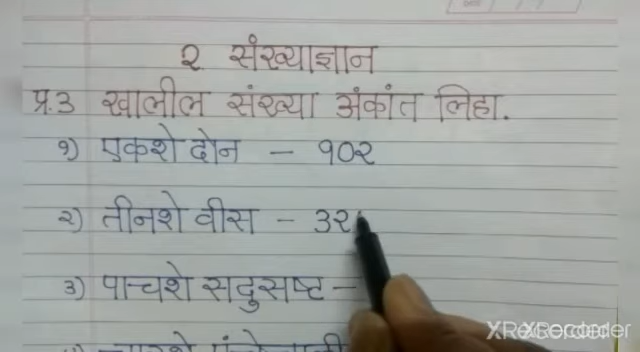 २ संख्याज्ञान
प्र.३ खालील संख्या अंकांत लिहा.
१) एकशे दोन – १०२
२) तीनशे वीस – ३२
३) पाचशे सदुसष्ट –
XRecorder